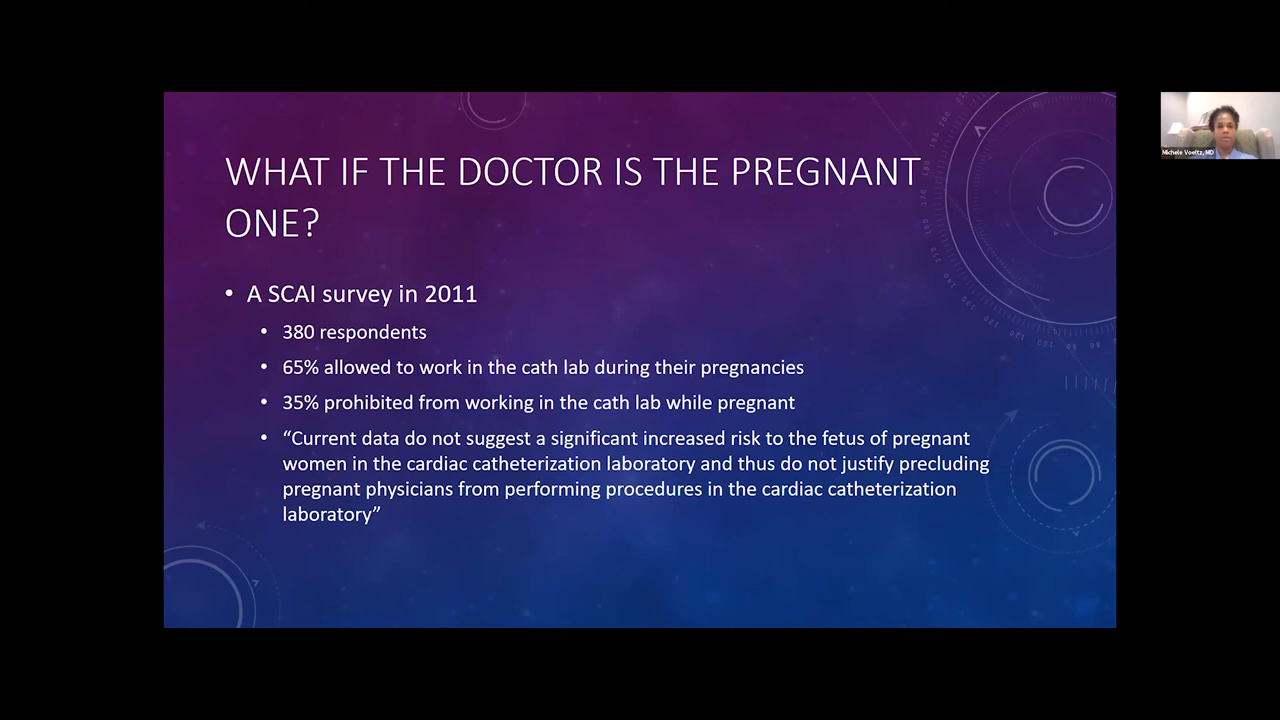 WHAT IF THE DOCTOR IS THE PREGNANT
ONE?
• A SCAI survey in 2011
• 380 respondents
• 65% allowed to work in the cath lab during their pregnancies
• 35% prohibited from working in the cath lab while pregnant
• “Current data do not suggest a significant increased risk to the fetus of pregnant
women in the cardiac catheterization laboratory and thus do not justify precluding
pregnant physicians from performing procedures in the cardiac catheterization
laboratory”
Michele Voeltz, MD